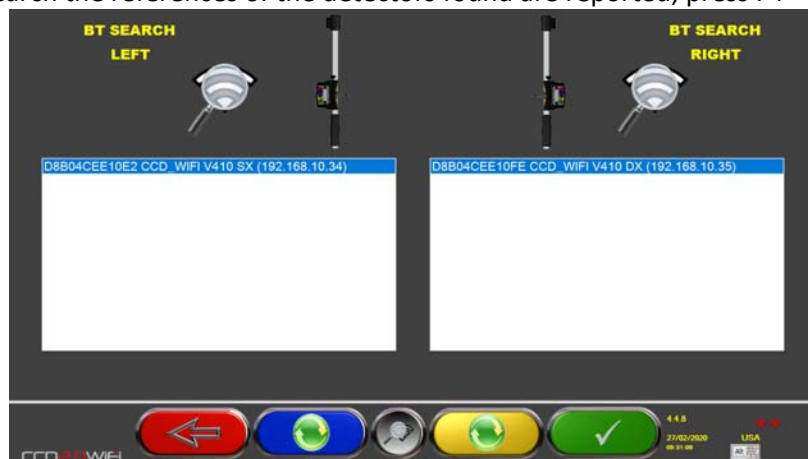 BT SEARCH
LEFT
BT SEARCH
RIGHT
D8B04CEE10E2 CCD_WIFI V410 SX (192.168.10.34)
D8B04CEE10FE CCD_WIFI V410 DX (192.168.10.35)
4.4.8
27/02/2020
USA